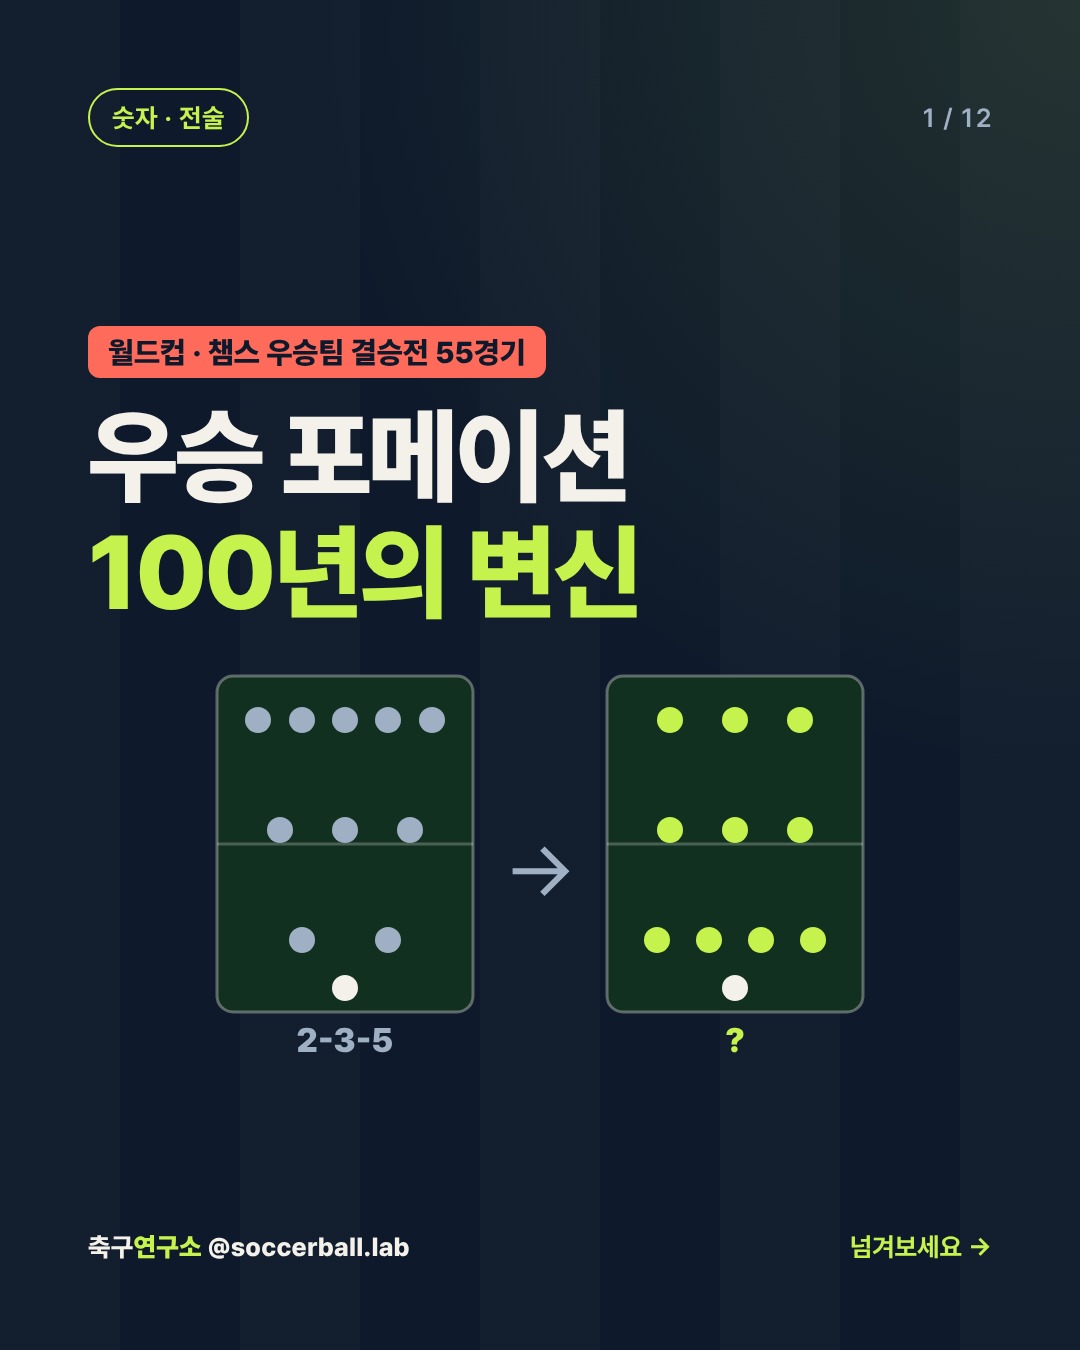 숫자 · 전술
1 / 12
월드컵 · 챔스 우승팀 결승전 55경기
우승 포메이션
100년의 변신
→
2-3-5
?
축구연구소 @soccerball.lab
넘겨보세요 →